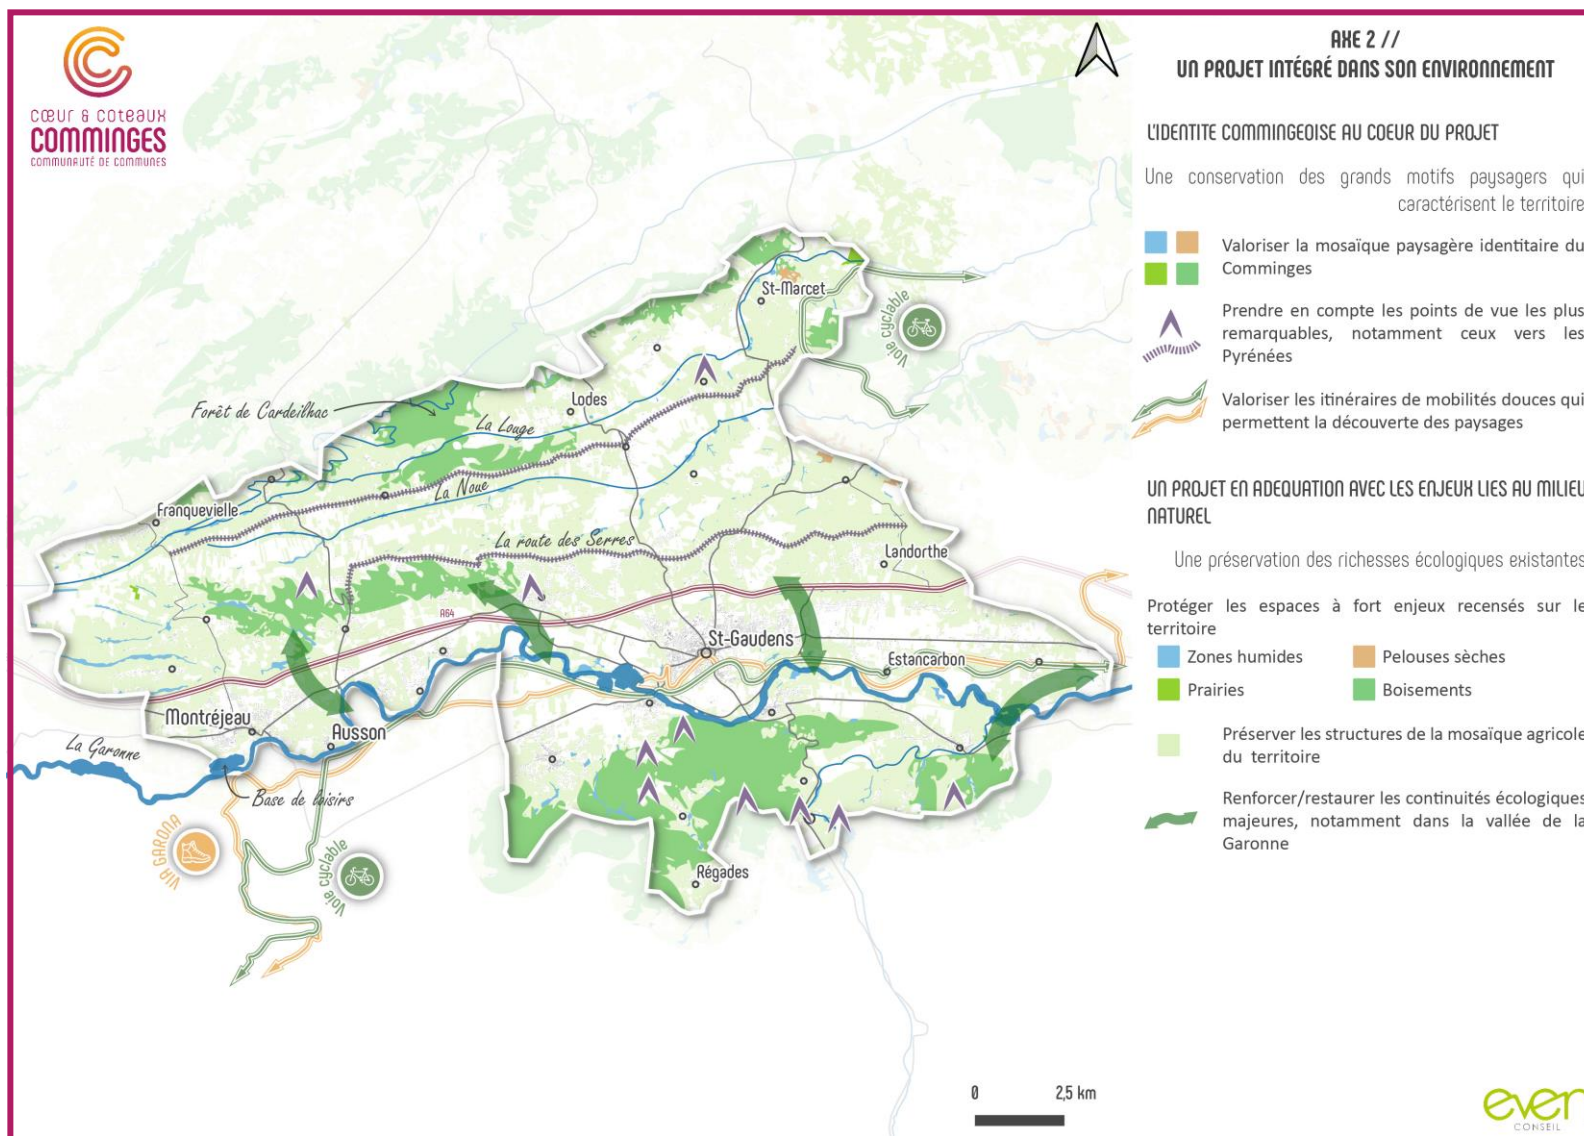 cœur & coteaux
COMMINGES
COMMUNAUTÉ DE COMMUNES
AXE 2 //
UN PROJET INTÉGRÉ DANS SON ENVIRONNEMENT
L'IDENTITE COMMINGEOISE AU COEUR DU PROJET
Une conservation des grands motifs paysagers qui
caractérisent le territoire
Valoriser la mosaïque paysagère identitaire du
Comminges
Prendre en compte les points de vue les plus
remarquables, notamment ceux vers les
Pyrénées
Valoriser les itinéraires de mobilités douces qui
permettent la découverte des paysages
UN PROJET EN ADEQUATION AVEC LES ENJEUX LIES AU MILIEU
NATUREL
Une préservation des richesses écologiques existantes
Protéger les espaces à fort enjeux recensés sur le
territoire
Zones humides
Pelouses sèches
Prairies
Boisements
Préserver les structures de la mosaïque agricole
du territoire
Renforcer/restaurer les continuités écologiques
majeures, notamment dans la vallée de la
Garonne
St-Marcet
Voie cyclable
Forêt de Cardeilhac
Lodes
La Louge
La Noue
Franquevielle
La route des Serres
Landorthe
A64
St-Gaudens
Estancarbon
Montréjeau
Ausson
La Garonne
Base de loisirs
VIA GARONA
Voie cyclable
Régades
0 2,5 km
even
CONSEIL